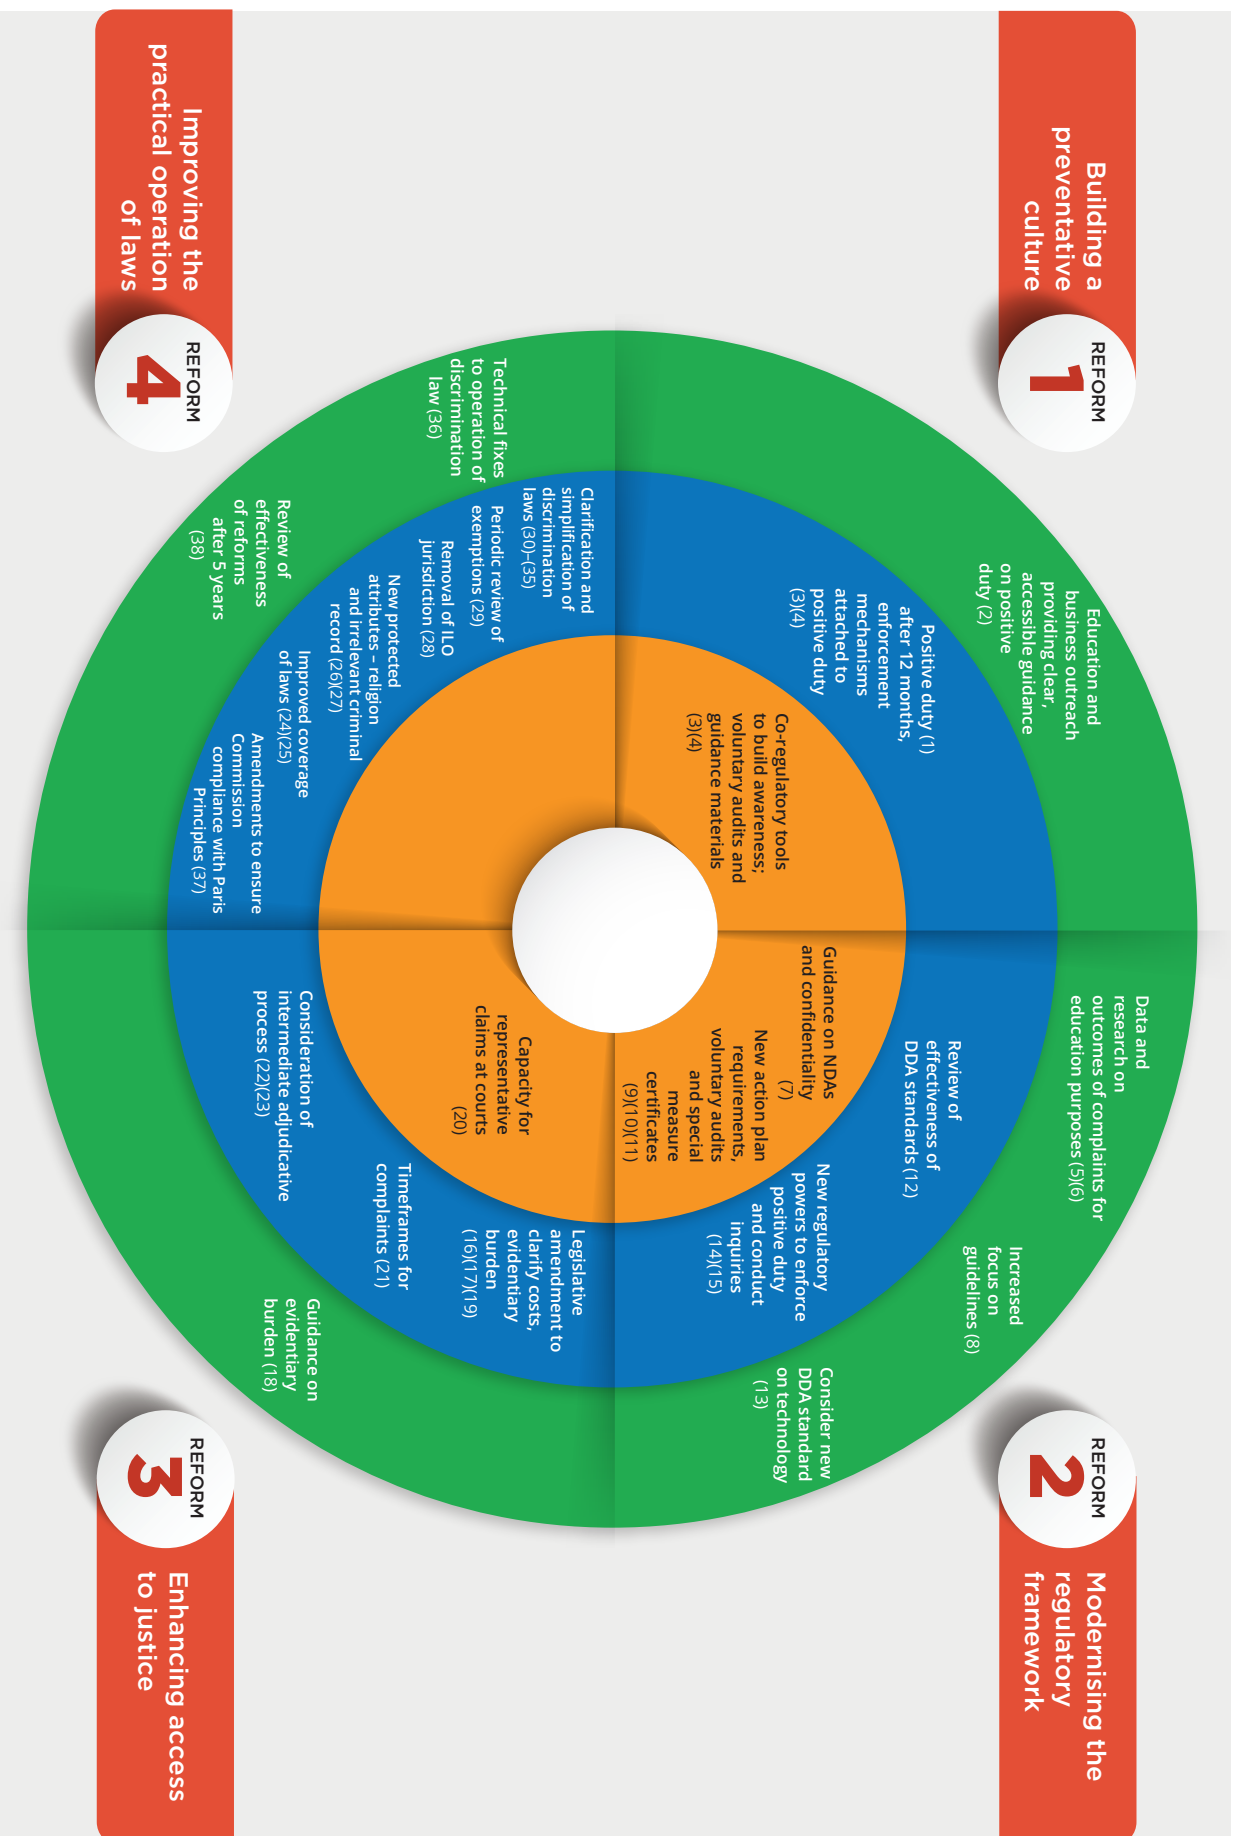 Building a
preventative
culture
REFORM
1
Education and
business outreach
providing clear,
accessible guidance
on positive
duty (2)
Positive duty (1)
after 12 months,
enforcement
mechanisms
attached to
positive duty
(3)(4)
Co-regulatory tools
to build awareness;
voluntary audits and
guidance materials
(3)(4)
REFORM
2
Modernising the
regulatory
framework
Data and
research on
outcomes of complaints for
education purposes (5)(6)
Increased
focus on
guidelines (8)
Consider new
DDA standard
on technology
(13)
Review of
effectiveness of
DDA standards (12)
New regulatory
powers to enforce
positive duty
and conduct
inquiries
(14)(15)
Guidance on NDAs
and confidentiality
(7)
New action plan
requirements,
voluntary audits
and special
measure
certificates
(9)(10)(11)
Improving the
practical operation
of laws
REFORM
4
Technical fixes
to operation of
discrimination
law (36)
Review of
effectiveness
of reforms
after 5 years
(38)
Clarification and
simplification of
discrimination
laws (30)–(35)
Periodic review of
exemptions (29)
Removal of ILO
jurisdiction (28)
New protected
attributes – religion
and irrelevant criminal
record (26)(27)
Improved coverage
of laws (24)(25)
Amendments to ensure
Commission
compliance with Paris
Principles (37)
REFORM
3
Enhancing access
to justice
Capacity for
representative
claims at courts
(20)
Legislative
amendment to
clarify costs,
evidentiary
burden
(16)(17)(19)
Timeframes for
complaints (21)
Consideration of
intermediate adjudicative
process (22)(23)
Guidance on
evidentiary
burden (18)